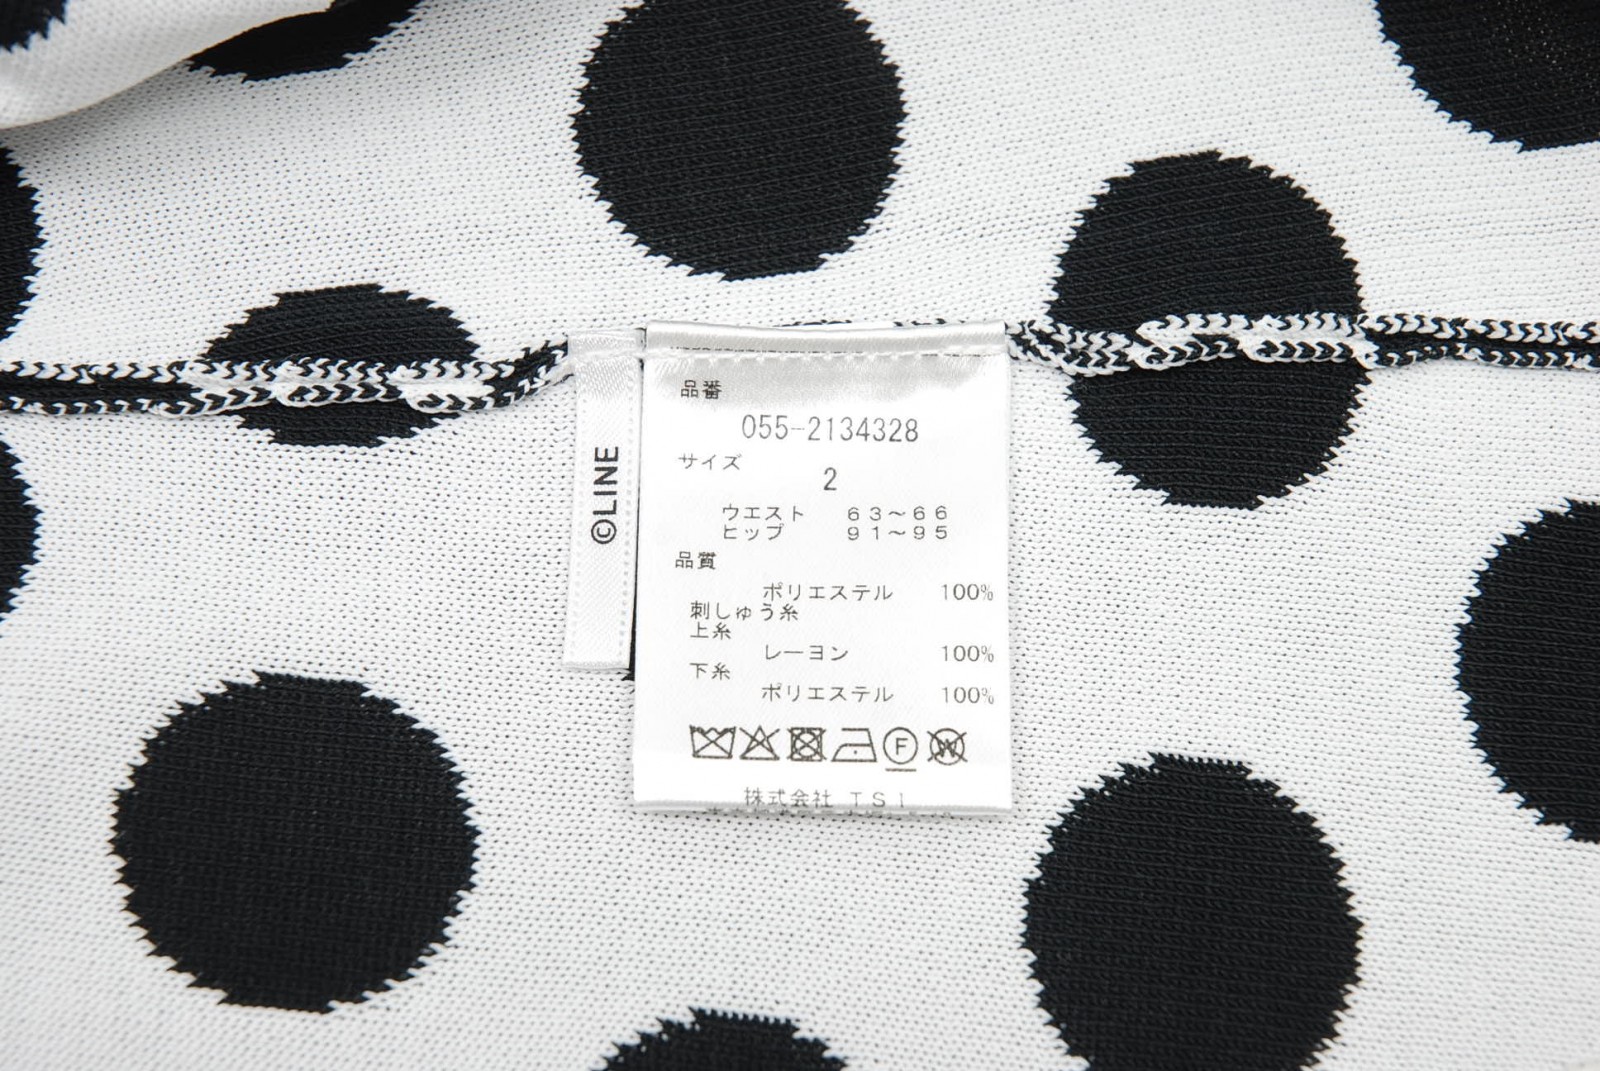 ©LINE
品番
055-2134328
サイズ
2
ウエスト 63～66
ヒップ 91～95
品質
ポリエステル 100%
刺しゅう糸
上糸
レーヨン 100%
下糸
ポリエステル 100%
F
W
株式会社 TSI